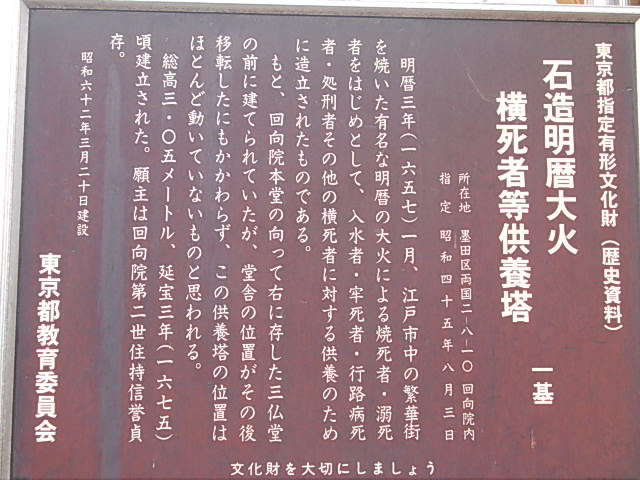 東京都指定有形文化財（歴史資料）
石造明暦大火
横死者等供養塔　一基
所在地　墨田区両国二－八－一〇　回向院内
指定　昭和四十五年八月三日
明暦三年（一六五七）一月、江戸市中の繁華街
を焼いた有名な明暦の大火による焼死者・溺死
者をはじめとして、入水者・牢死者・行路病死
者・処刑者その他の横死者に対する供養のため
に造立されたものである。
もと、回向院本堂の向って右に存した三仏堂
の前に建てられていたが、堂舎の位置がその後
移転したにもかかわらず、この供養塔の位置は
ほとんど動いていないものと思われる。
総高三・〇五メートル、延宝三年（一六七五）
頃建立された。願主は回向院第二世住持信誉貞
存。
昭和六十二年三月二十日建設
東京都教育委員会
文化財を大切にしましょう